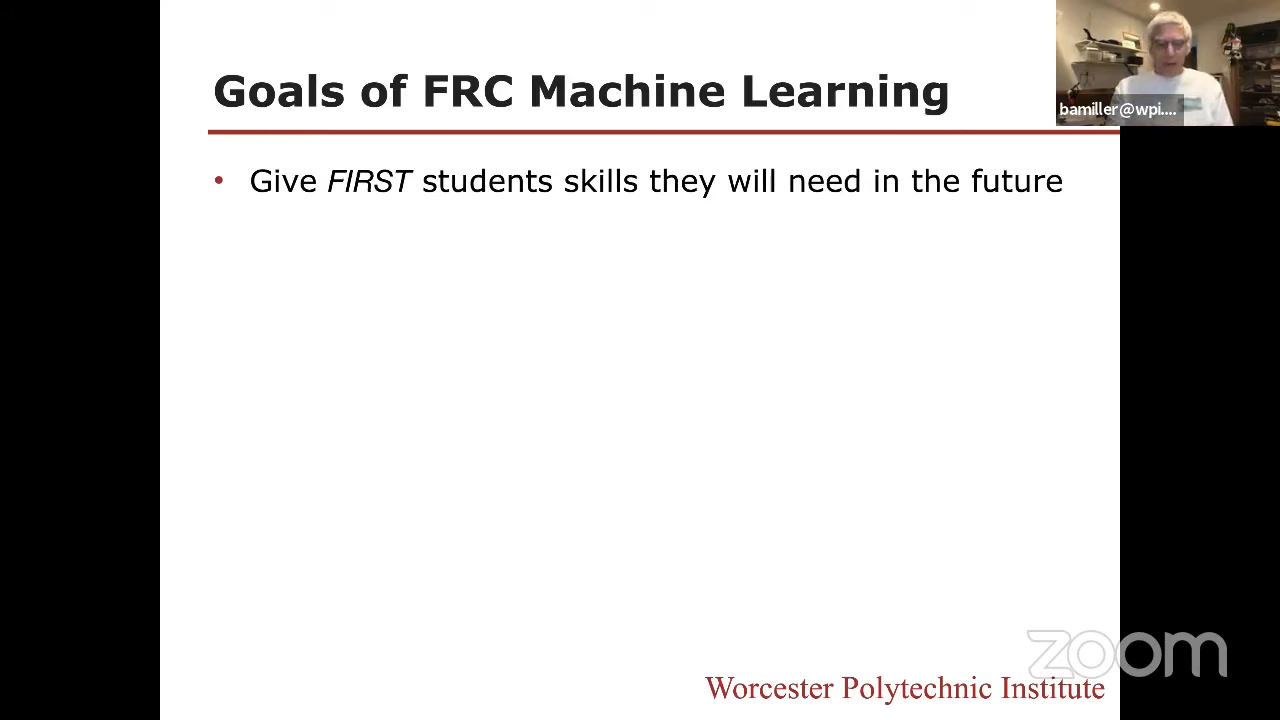 Goals of FRC Machine Learning
bamiller@wpi....
• Give FIRST students skills they will need in the future
zoom
Worcester Polytechnic Institute